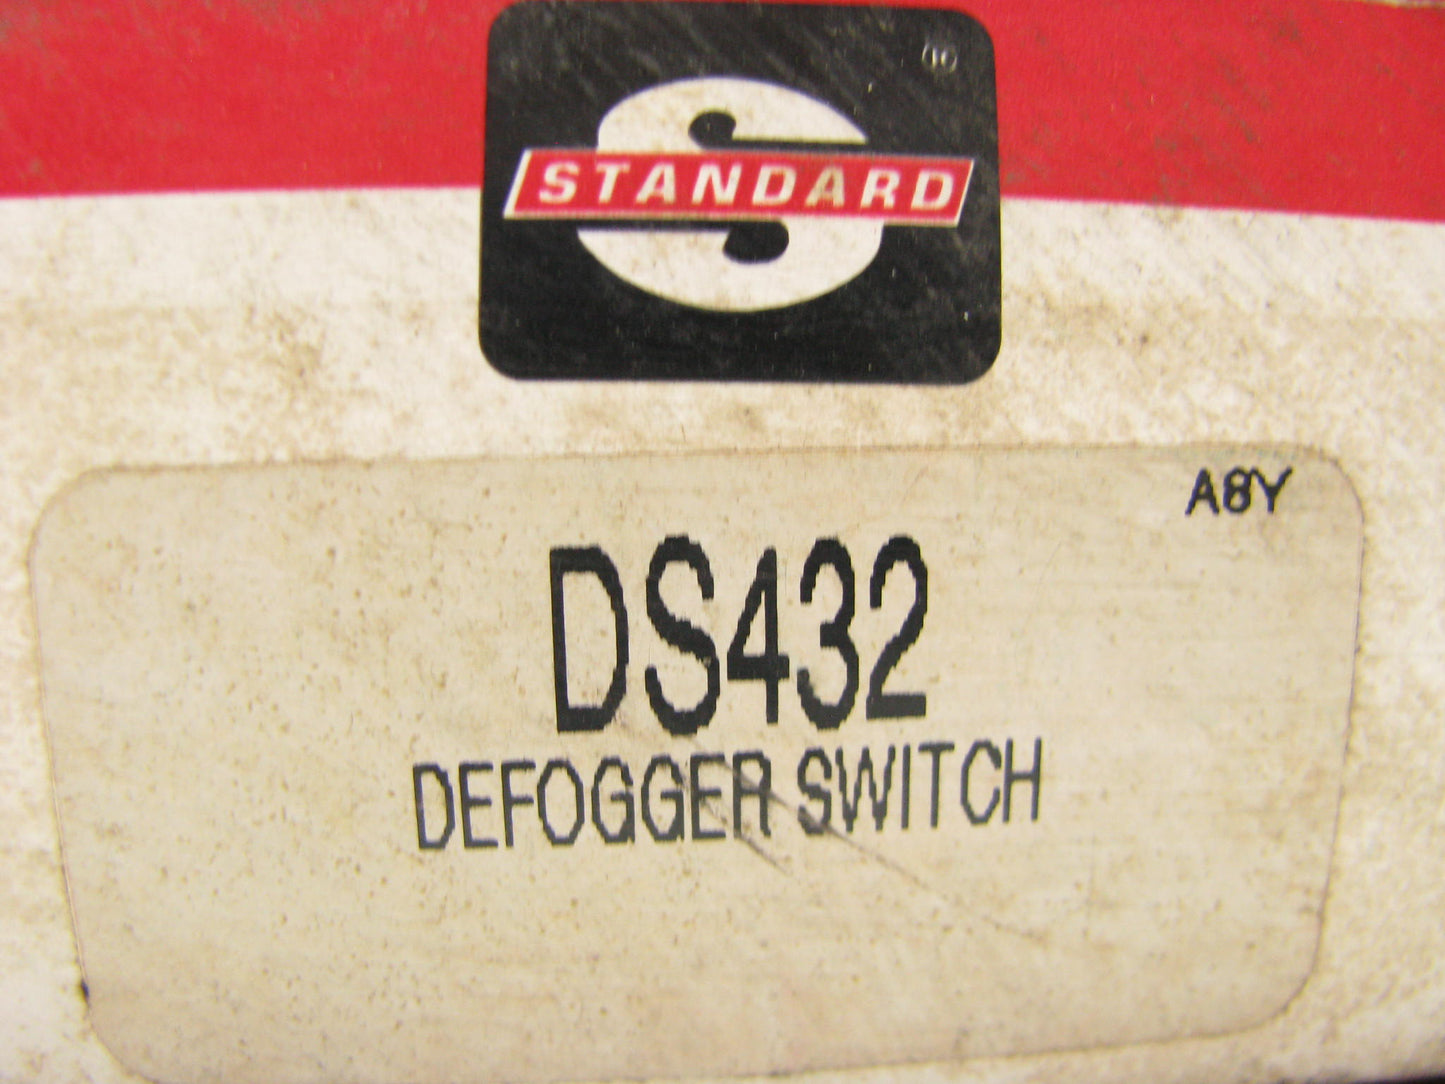 STANDARD
A8Y
DS432
DEFOGGER SWITCH